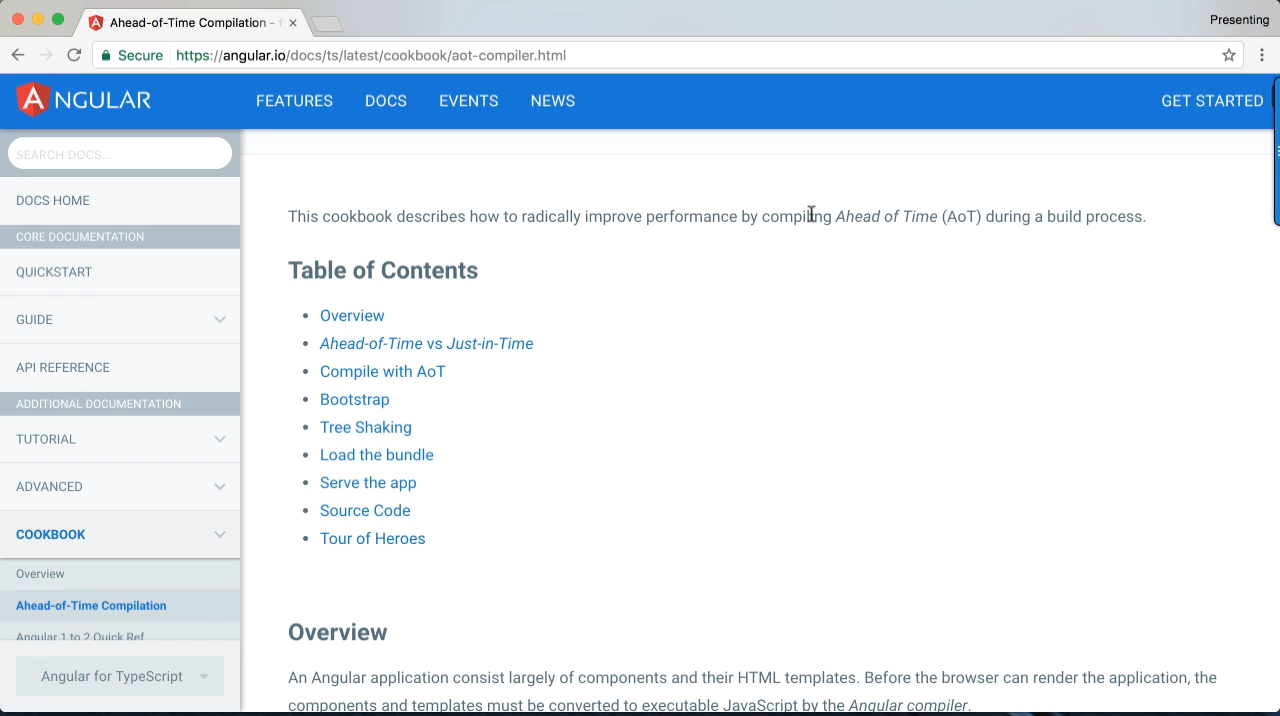 Ahead-of-Time Compilation - t
Presenting
Secure https://angular.io/docs/ts/latest/cookbook/aot-compiler.html
ANGULAR FEATURES DOCS EVENTS NEWS GET STARTED
SEARCH DOCS...
DOCS HOME
CORE DOCUMENTATION
QUICKSTART
GUIDE
API REFERENCE
ADDITIONAL DOCUMENTATION
TUTORIAL
ADVANCED
COOKBOOK
Overview
Ahead-of-Time Compilation
Angular 1 to 2 Quick Ref
Angular for TypeScript
This cookbook describes how to radically improve performance by compiling Ahead of Time (AoT) during a build process.
Table of Contents
• Overview
• Ahead-of-Time vs Just-in-Time
• Compile with AoT
• Bootstrap
• Tree Shaking
• Load the bundle
• Serve the app
• Source Code
• Tour of Heroes
Overview
An Angular application consist largely of components and their HTML templates. Before the browser can render the application, the
components and templates must be converted to executable JavaScript by the Angular compiler.